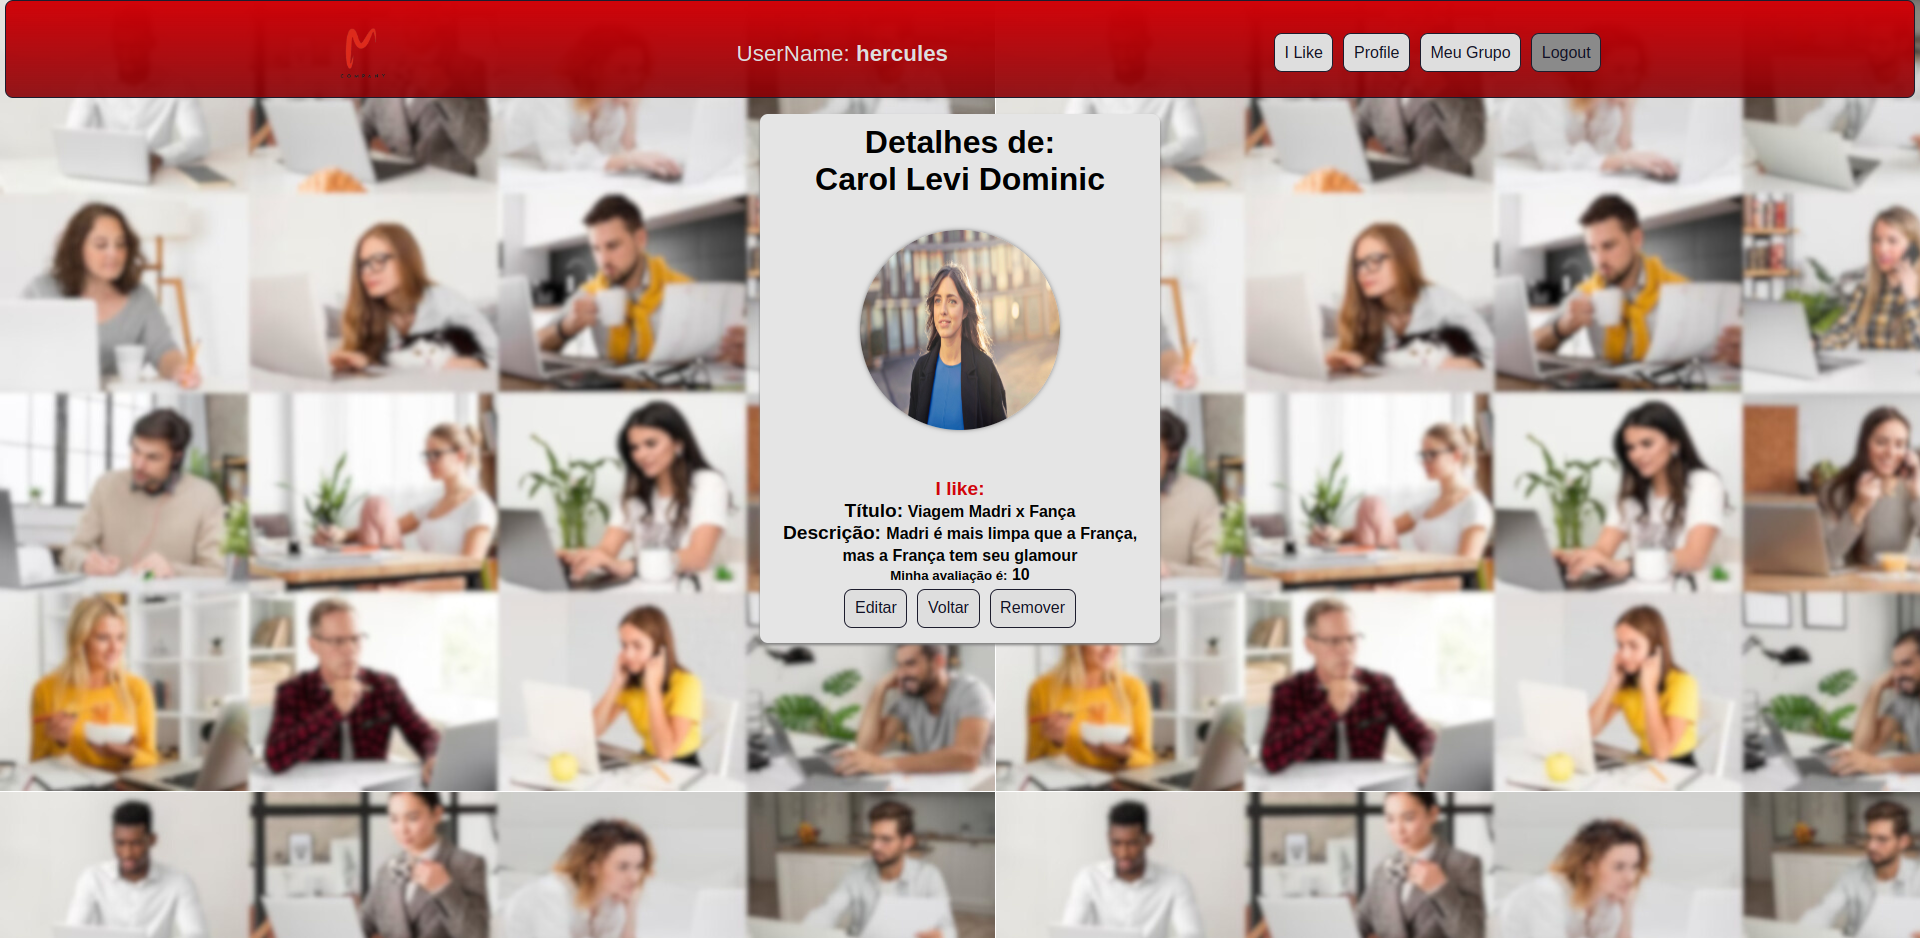 UserName: hercules
I Like
Profile
Meu Grupo
Logout
Detalhes de:
Carol Levi Dominic
I like:
Título: Viagem Madri x Fança
Descrição: Madri é mais limpa que a França,
mas a França tem seu glamour
Minha avaliação é: 10
Editar
Voltar
Remover